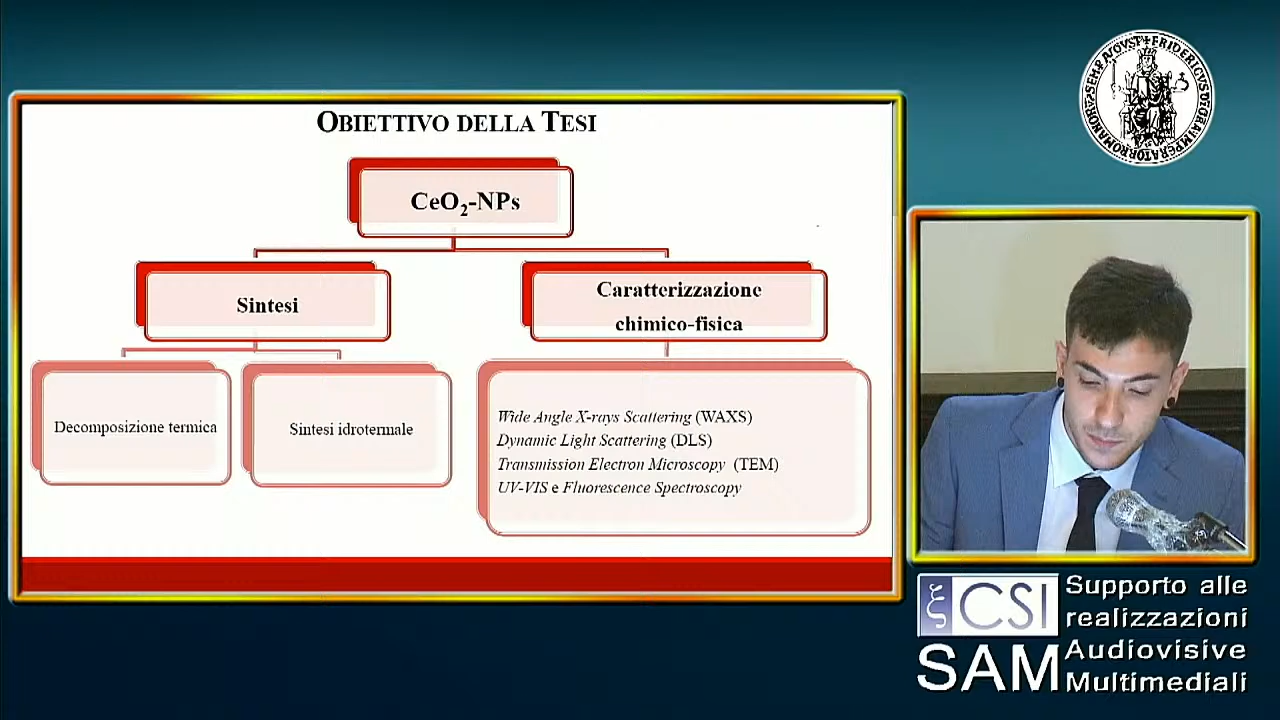 OBIETTIVO DELLA TESI
CeO2-NPs
Sintesi
Caratterizzazione
chimico-fisica
Decomposizione termica
Sintesi idrotermale
Wide Angle X-rays Scattering (WAXS)
Dynamic Light Scattering (DLS)
Transmission Electron Microscopy (TEM)
UV-VIS e Fluorescence Spectroscopy
ξ CSI
SAM
Supporto alle
realizzazioni
Audiovisive
Multimediali